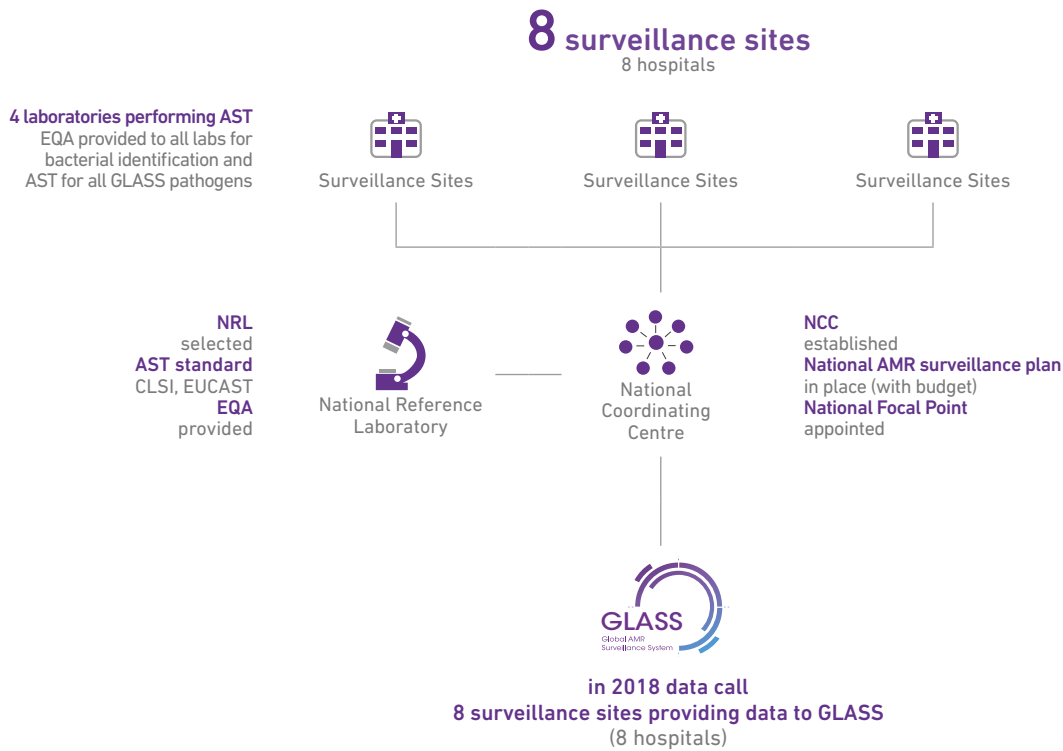 8 surveillance sites
8 hospitals
4 laboratories performing AST
EQA provided to all labs for
bacterial identification and
AST for all GLASS pathogens
Surveillance Sites
Surveillance Sites
Surveillance Sites
NRL
selected
AST standard
CLSI, EUCAST
EQA
provided
National Reference
Laboratory
National
Coordinating
Centre
NCC
established
National AMR surveillance plan
in place (with budget)
National Focal Point
appointed
GLASS
Global AMR
Surveillance System
in 2018 data call
8 surveillance sites providing data to GLASS
(8 hospitals)